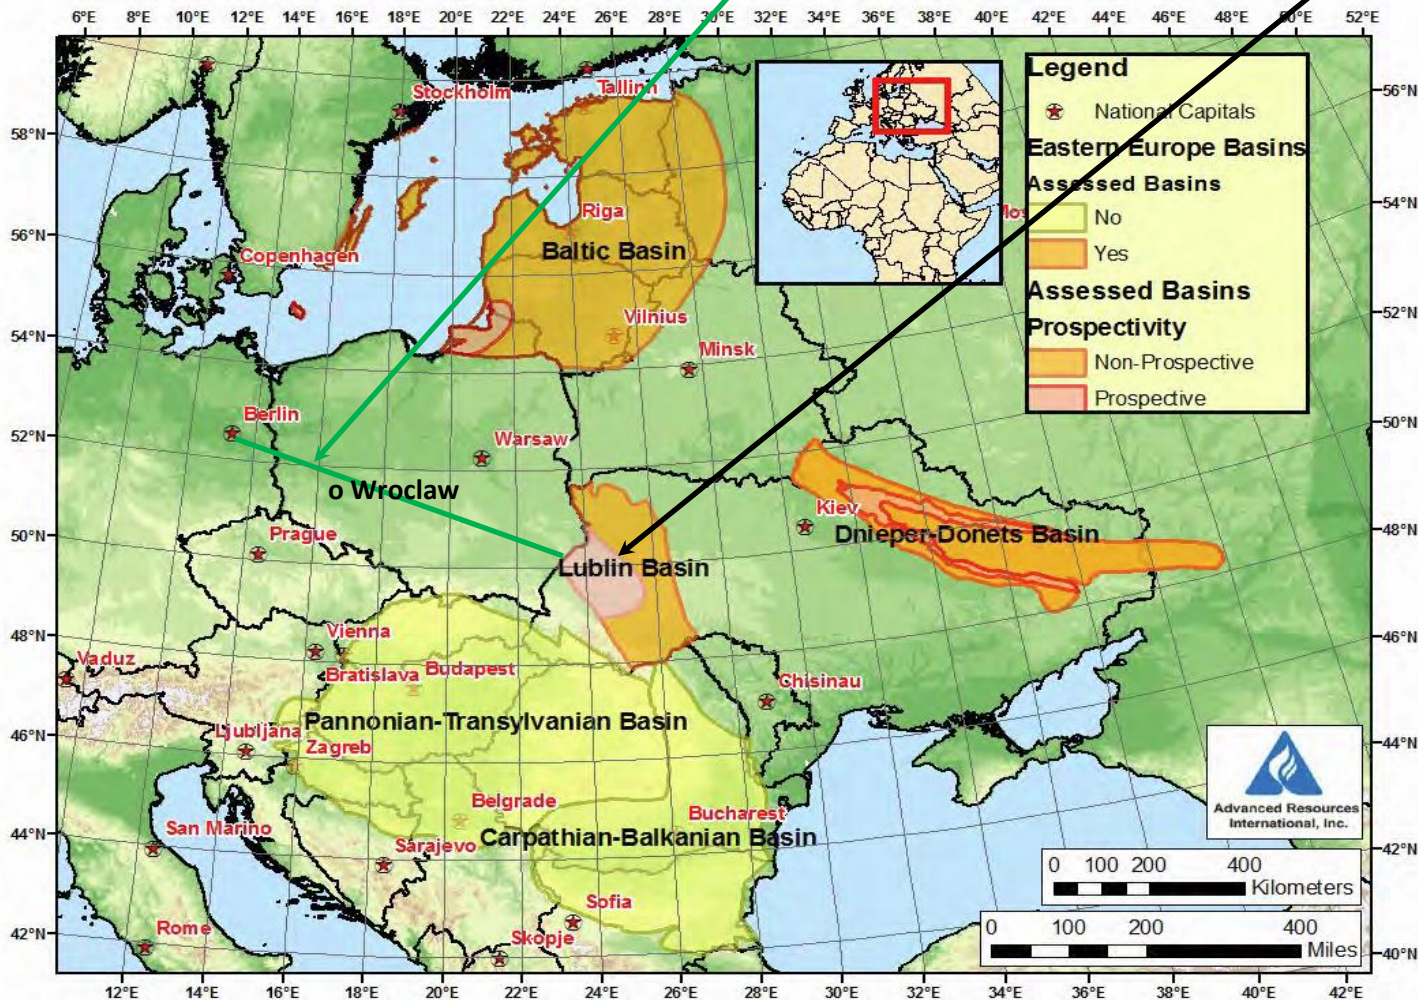 6°E 10°E 12°E 14°E 16°E 18°E 20°E 22°E 24°E 26°E 28°E 30°E 32°E 34°E 36°E 38°E 40°E 42°E 44°E 46°E 48°E 50°E 52°E
58°N
56°N
54°N
52°N
50°N
48°N
46°N
44°N
42°N
Stockholm
Tallinn
Riga
Baltic Basin
Copenhagen
Vilnius
Minsk
Berlin
Warsaw
o Wroclaw
Prague
Kiev
Dnieper-Donets Basin
Lublin Basin
Vienna
Vaduz
Bratislava
Budapest
Chisinau
Pannonian-Transylvanian Basin
Ljubljana
Zagreb
Belgrade
Bucharest
San Marino
Sarajevo
Carpathian-Balkanian Basin
Sofia
Rome
Skopje
Mos
Legend
National Capitals
Eastern Europe Basins
Assessed Basins
No
Yes
Assessed Basins
Prospectivity
Non-Prospective
Prospective
56°N
54°N
52°N
50°N
48°N
46°N
44°N
42°N
40°N
Advanced Resources
International, Inc.
0 100 200 400
Kilometers
0 100 200 400
Miles
12°E 14°E 16°E 18°E 20°E 22°E 24°E 26°E 28°E 30°E 32°E 34°E 36°E 38°E 40°E 42°E